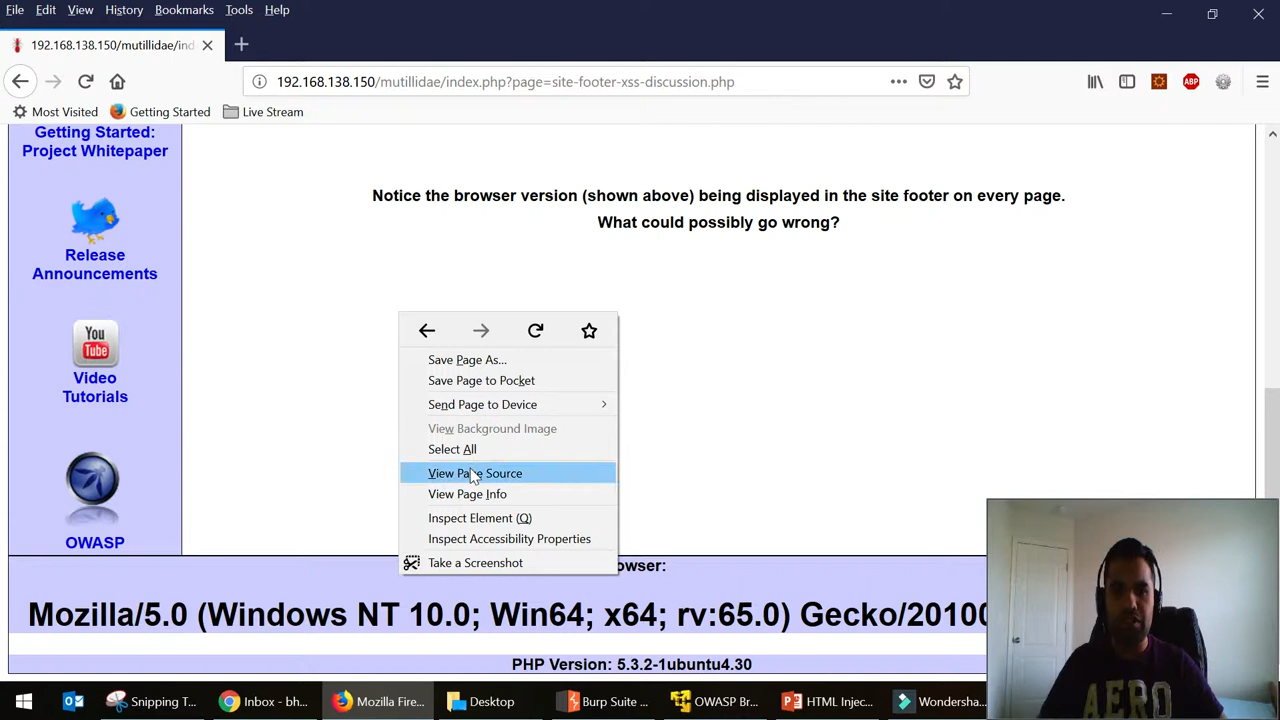 File Edit View History Bookmarks Tools Help
192.168.138.150/mutillidae/ind
192.168.138.150/mutillidae/index.php?page=site-footer-xss-discussion.php
Most Visited Getting Started Live Stream
Getting Started:
Project Whitepaper
Release
Announcements
You
Tube
Video
Tutorials
OWASP
Notice the browser version (shown above) being displayed in the site footer on every page.
What could possibly go wrong?
Save Page As...
Save Page to Pocket
Send Page to Device
View Background Image
Select All
View Page Source
View Page Info
Inspect Element (Q)
Inspect Accessibility Properties
Take a Screenshot
owser:
Mozilla/5.0 (Windows NT 10.0; Win64; x64; rv:65.0) Gecko/20100
PHP Version: 5.3.2-1ubuntu4.30
AERO
ABP
Snipping T... Inbox - bh... Mozilla Fire... Desktop Burp Suite ... OWASP Br... HTML Injec... Wondersha...